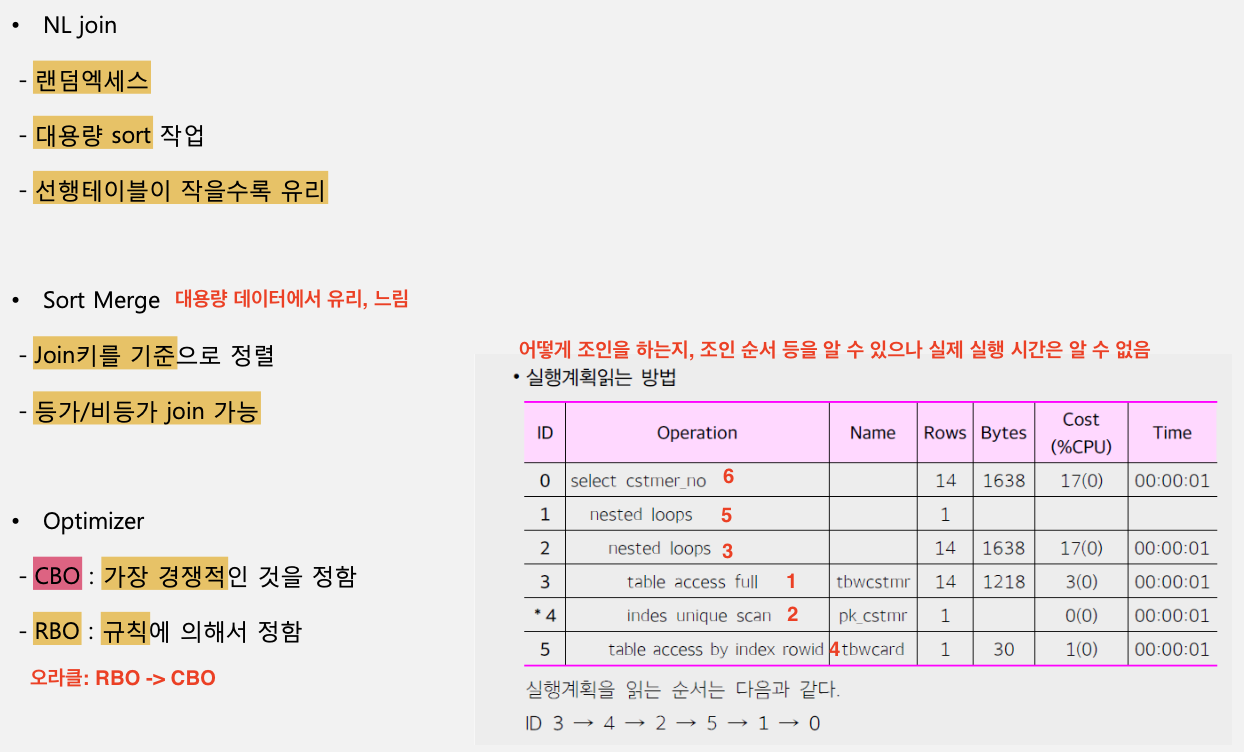 • NL join
- 랜덤엑세스
- 대용량 sort 작업
- 선행테이블이 작을수록 유리
• Sort Merge 대용량 데이터에서 유리, 느림
- Join키를 기준으로 정렬
- 등가/비등가 join 가능
• Optimizer
- CBO : 가장 경쟁적인 것을 정함
- RBO : 규칙에 의해서 정함
오라클: RBO -> CBO
어떻게 조인을 하는지, 조인 순서 등을 알 수 있으나 실제 실행 시간은 알 수 없음
• 실행계획읽는 방법
ID Operation Name Rows Bytes Cost (%CPU) Time
0 select cstmer_no 6 14 1638 17(0) 00:00:01
1 nested loops 5 1
2 nested loops 3 14 1638 17(0) 00:00:01
3 table access full 1 tbwcstmr 14 1218 3(0) 00:00:01
* 4 indes unique scan 2 pk_cstmr 1 0(0) 00:00:01
5 table access by index rowid 4 tbwcard 1 30 1(0) 00:00:01
실행계획을 읽는 순서는 다음과 같다.
ID 3 → 4 → 2 → 5 → 1 → 0